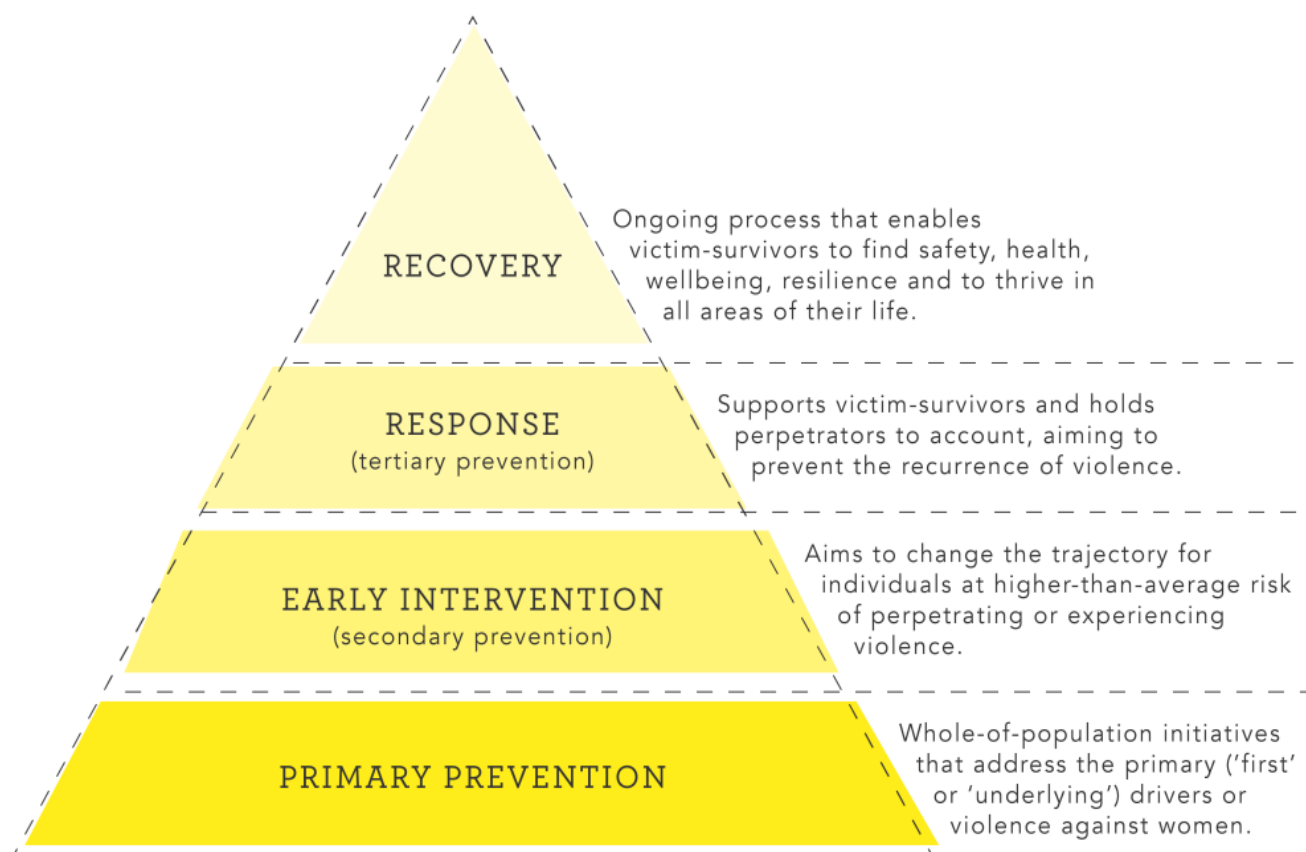 RECOVERY
Ongoing process that enables
victim-survivors to find safety, health,
wellbeing, resilience and to thrive in
all areas of their life.
RESPONSE
(tertiary prevention)
Supports victim-survivors and holds
perpetrators to account, aiming to
prevent the recurrence of violence.
EARLY INTERVENTION
(secondary prevention)
Aims to change the trajectory for
individuals at higher-than-average risk
of perpetrating or experiencing
violence.
PRIMARY PREVENTION
Whole-of-population initiatives
that address the primary (‘first’
or ‘underlying’) drivers or
violence against women.